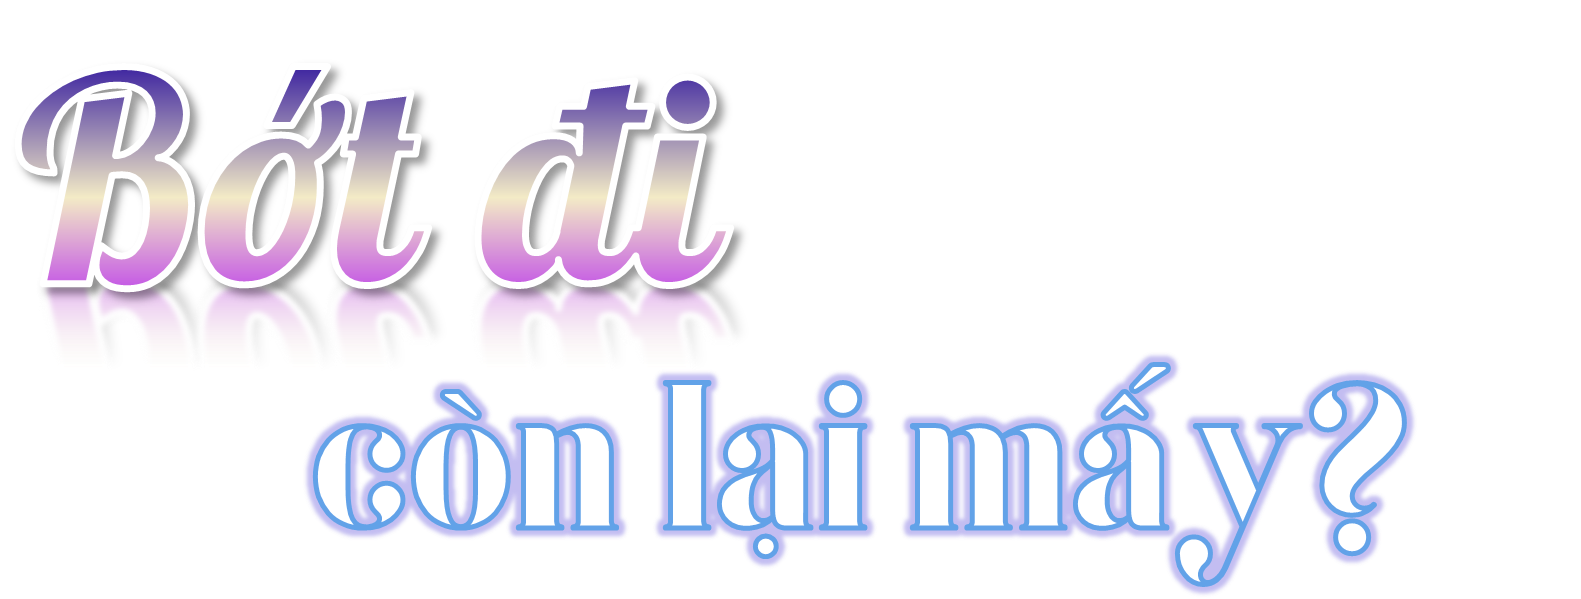 Bớt đi
còn lại mấy?